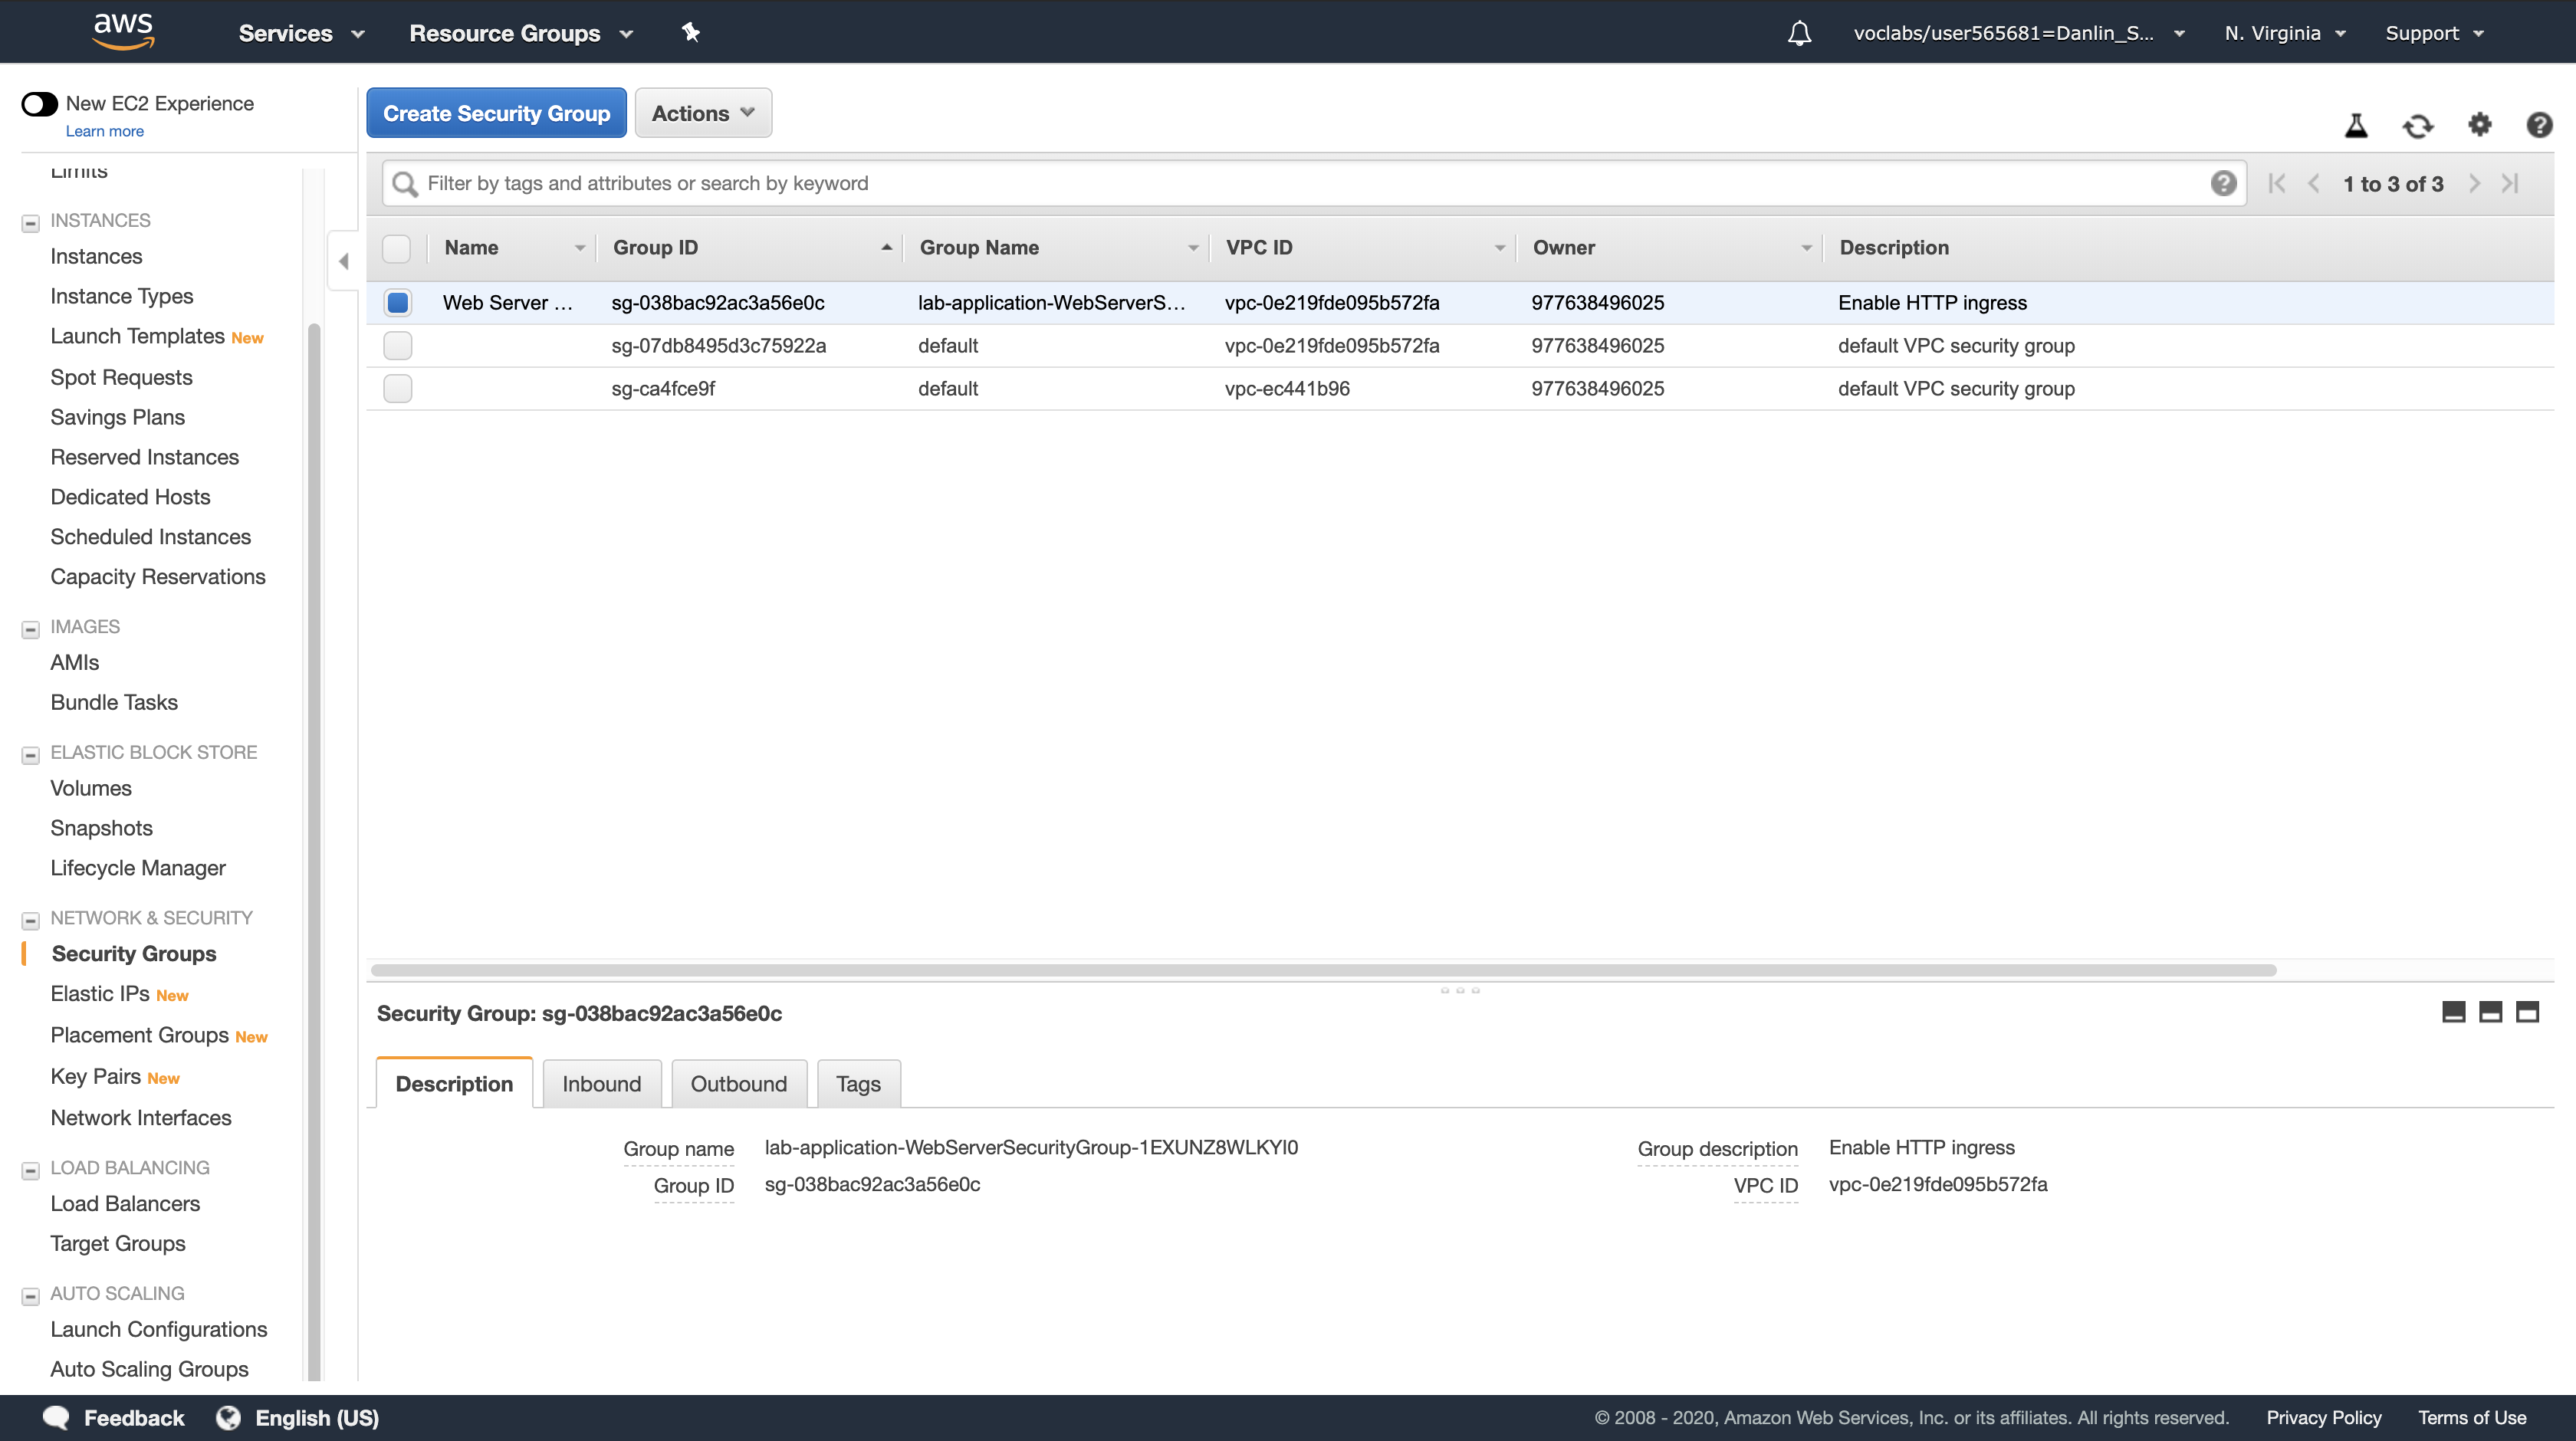 aws Services Resource Groups voclabs/user565681=Danlin_S... N. Virginia Support
New EC2 Experience
Learn more
Limits
INSTANCES
Instances
Instance Types
Launch Templates New
Spot Requests
Savings Plans
Reserved Instances
Dedicated Hosts
Scheduled Instances
Capacity Reservations
IMAGES
AMIs
Bundle Tasks
ELASTIC BLOCK STORE
Volumes
Snapshots
Lifecycle Manager
NETWORK & SECURITY
Security Groups
Elastic IPs New
Placement Groups New
Key Pairs New
Network Interfaces
LOAD BALANCING
Load Balancers
Target Groups
AUTO SCALING
Launch Configurations
Auto Scaling Groups
Create Security Group Actions
Filter by tags and attributes or search by keyword 1 to 3 of 3
Name Group ID Group Name VPC ID Owner Description
Web Server ... sg-038bac92ac3a56e0c lab-application-WebServerS... vpc-0e219fde095b572fa 977638496025 Enable HTTP ingress
sg-07db8495d3c75922a default vpc-0e219fde095b572fa 977638496025 default VPC security group
sg-ca4fce9f default vpc-ec441b96 977638496025 default VPC security group
Security Group: sg-038bac92ac3a56e0c
Description Inbound Outbound Tags
Group name lab-application-WebServerSecurityGroup-1EXUNZ8WLKYI0 Group description Enable HTTP ingress
Group ID sg-038bac92ac3a56e0c VPC ID vpc-0e219fde095b572fa
Feedback English (US) © 2008 - 2020, Amazon Web Services, Inc. or its affiliates. All rights reserved. Privacy Policy Terms of Use